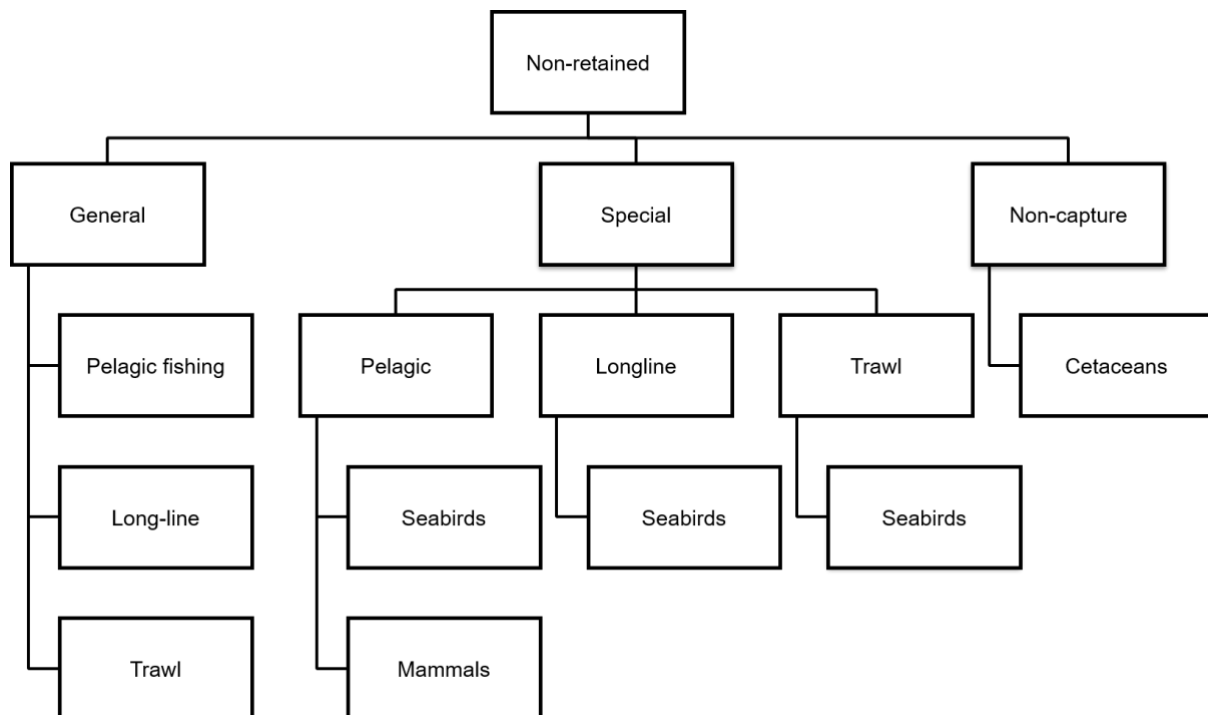 Non-retained
General
Special
Non-capture
Pelagic fishing
Pelagic
Longline
Trawl
Cetaceans
Long-line
Seabirds
Seabirds
Seabirds
Trawl
Mammals